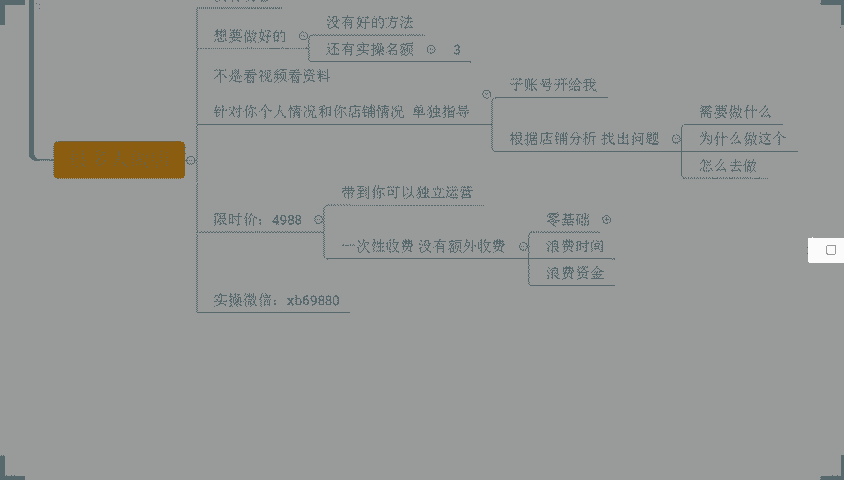 想要做好的
没有好的方法
还有实操名额
3
不是看视频看资料
针对你个人情况和你店铺情况 单独指导
子账号开给我
根据店铺分析 找出问题
需要做什么
为什么做这个
怎么去做
限时价：4988
带到你可以独立运营
一次性收费 没有额外收费
零基础
浪费时间
浪费资金
实操微信：xb69880